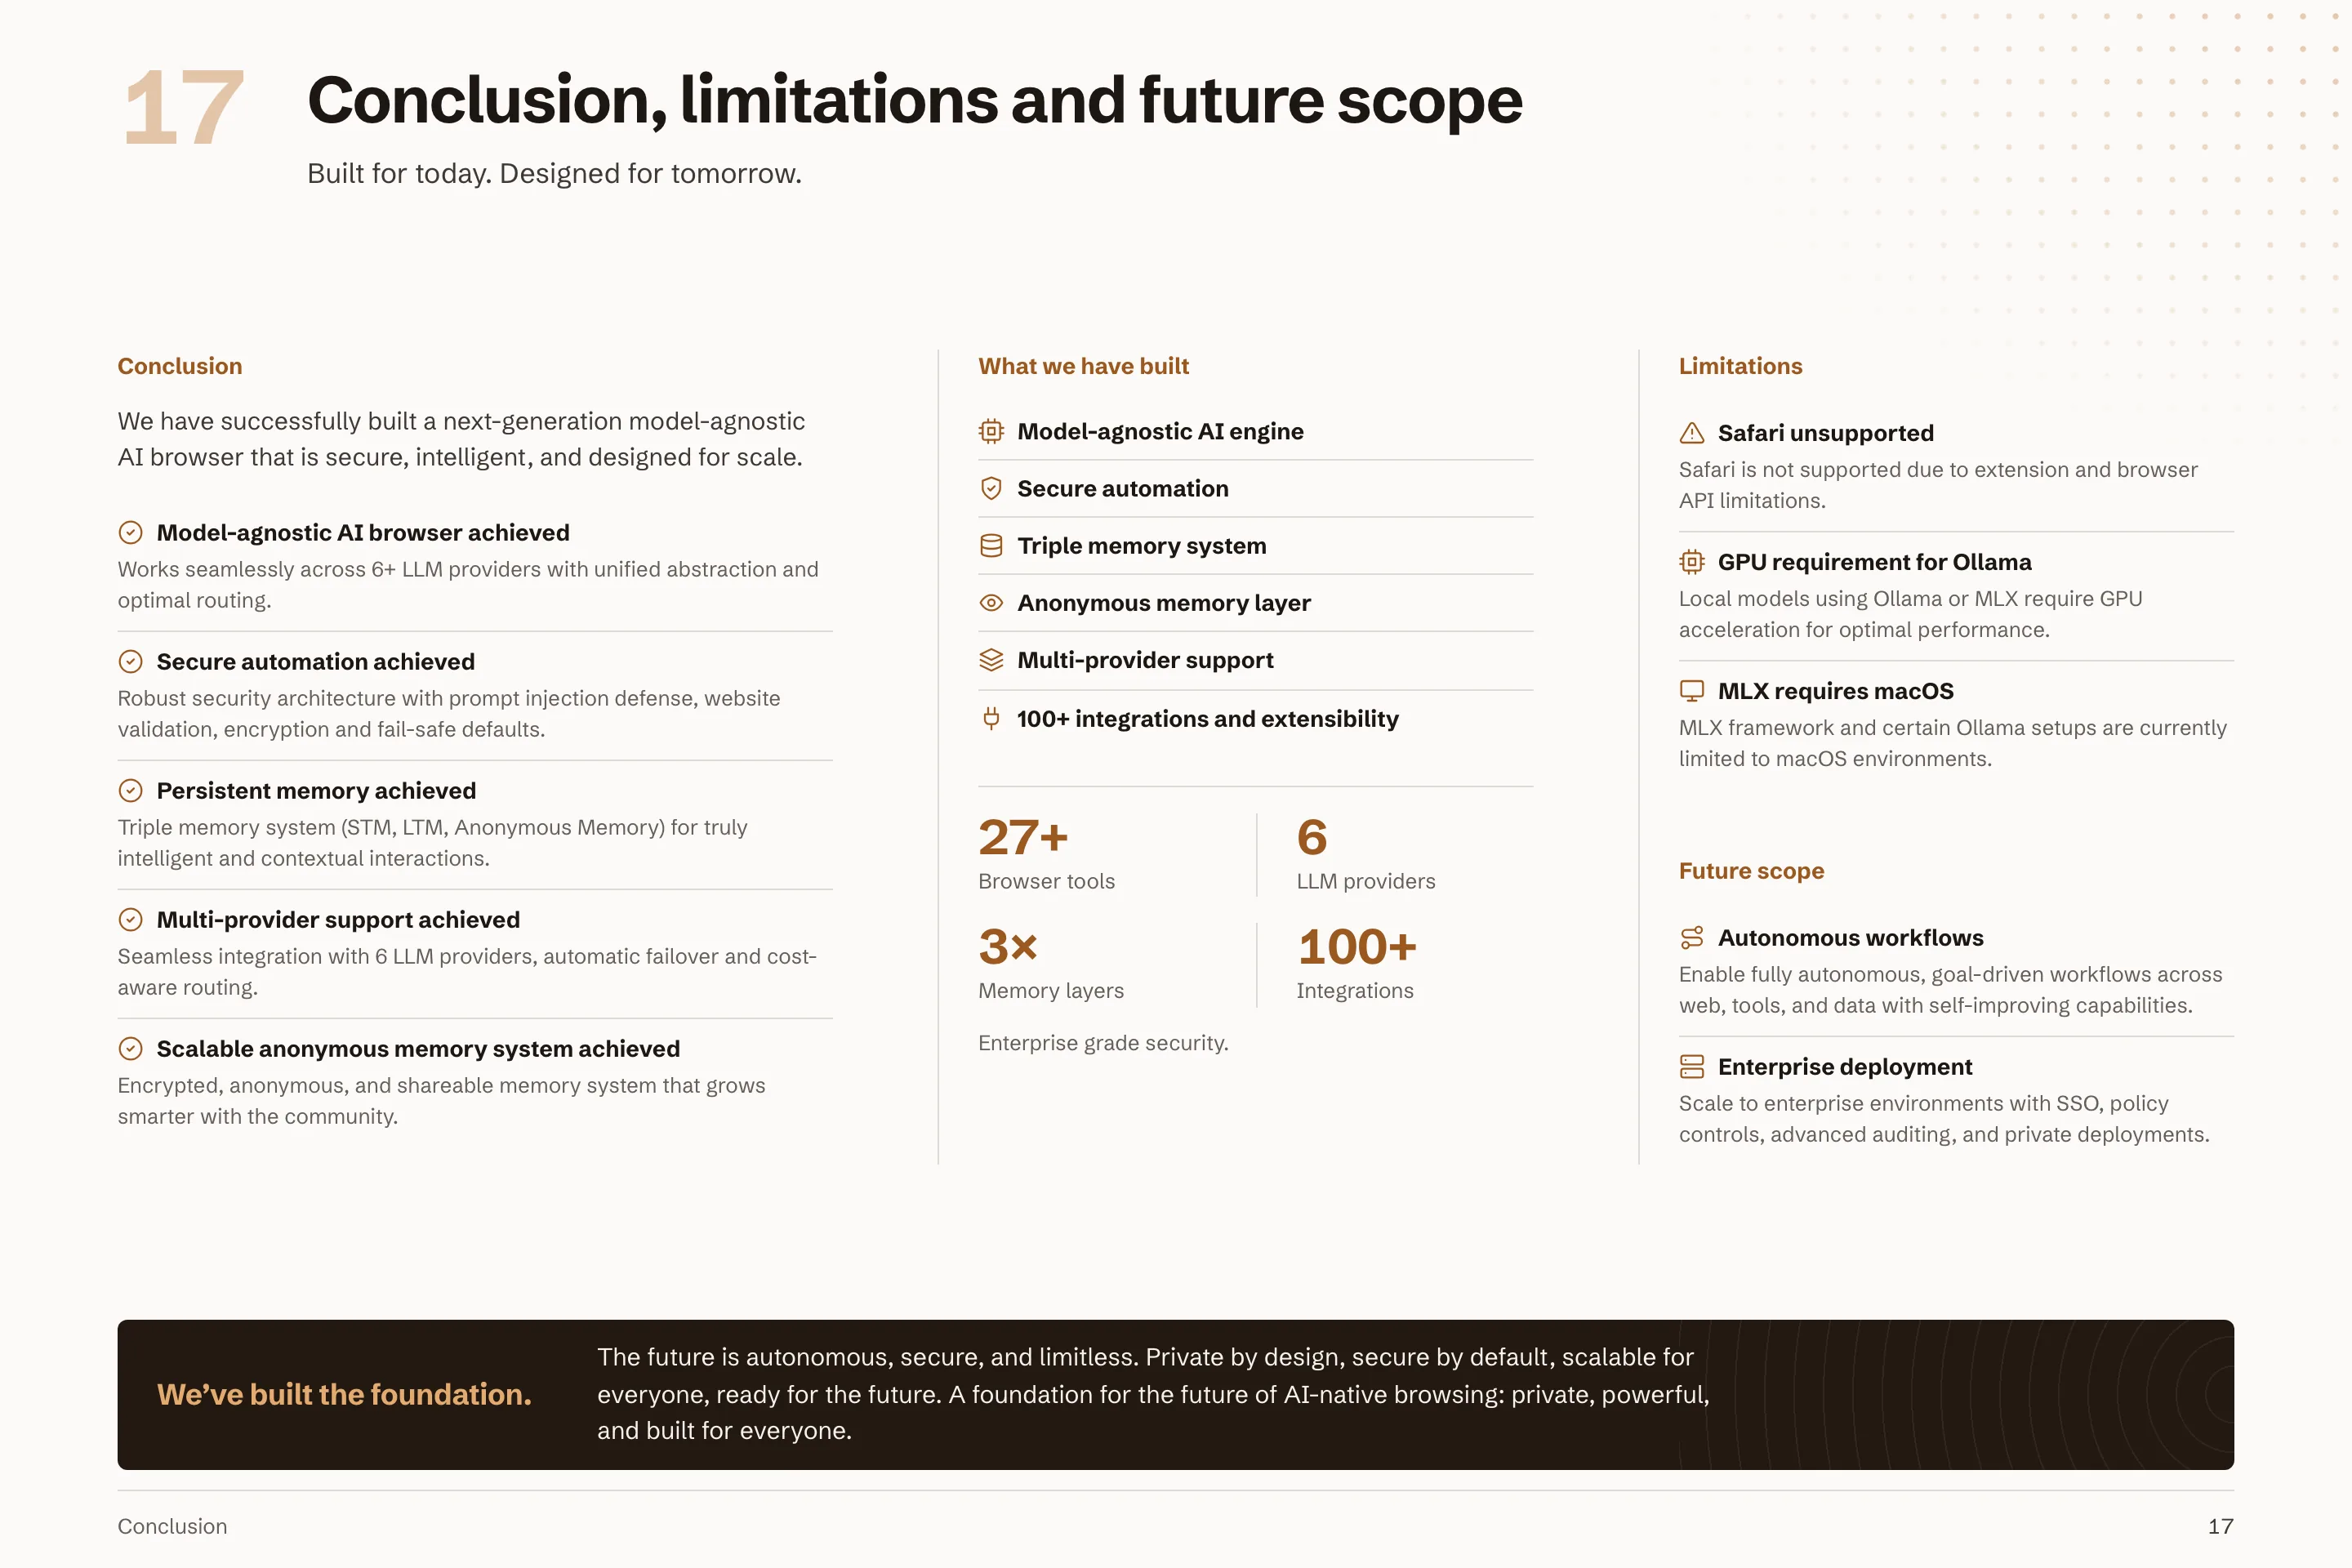 17
Conclusion, limitations and future scope
Built for today. Designed for tomorrow.
Conclusion
We have successfully built a next-generation model-agnostic
AI browser that is secure, intelligent, and designed for scale.
Model-agnostic AI browser achieved
Works seamlessly across 6+ LLM providers with unified abstraction and
optimal routing.
Secure automation achieved
Robust security architecture with prompt injection defense, website
validation, encryption and fail-safe defaults.
Persistent memory achieved
Triple memory system (STM, LTM, Anonymous Memory) for truly
intelligent and contextual interactions.
Multi-provider support achieved
Seamless integration with 6 LLM providers, automatic failover and cost-
aware routing.
Scalable anonymous memory system achieved
Encrypted, anonymous, and shareable memory system that grows
smarter with the community.
What we have built
Model-agnostic AI engine
Secure automation
Triple memory system
Anonymous memory layer
Multi-provider support
100+ integrations and extensibility
27+
Browser tools
6
LLM providers
3×
Memory layers
100+
Integrations
Enterprise grade security.
Limitations
Safari unsupported
Safari is not supported due to extension and browser
API limitations.
GPU requirement for Ollama
Local models using Ollama or MLX require GPU
acceleration for optimal performance.
MLX requires macOS
MLX framework and certain Ollama setups are currently
limited to macOS environments.
Future scope
Autonomous workflows
Enable fully autonomous, goal-driven workflows across
web, tools, and data with self-improving capabilities.
Enterprise deployment
Scale to enterprise environments with SSO, policy
controls, advanced auditing, and private deployments.
We’ve built the foundation.
The future is autonomous, secure, and limitless. Private by design, secure by default, scalable for
everyone, ready for the future. A foundation for the future of AI-native browsing: private, powerful,
and built for everyone.
Conclusion
17